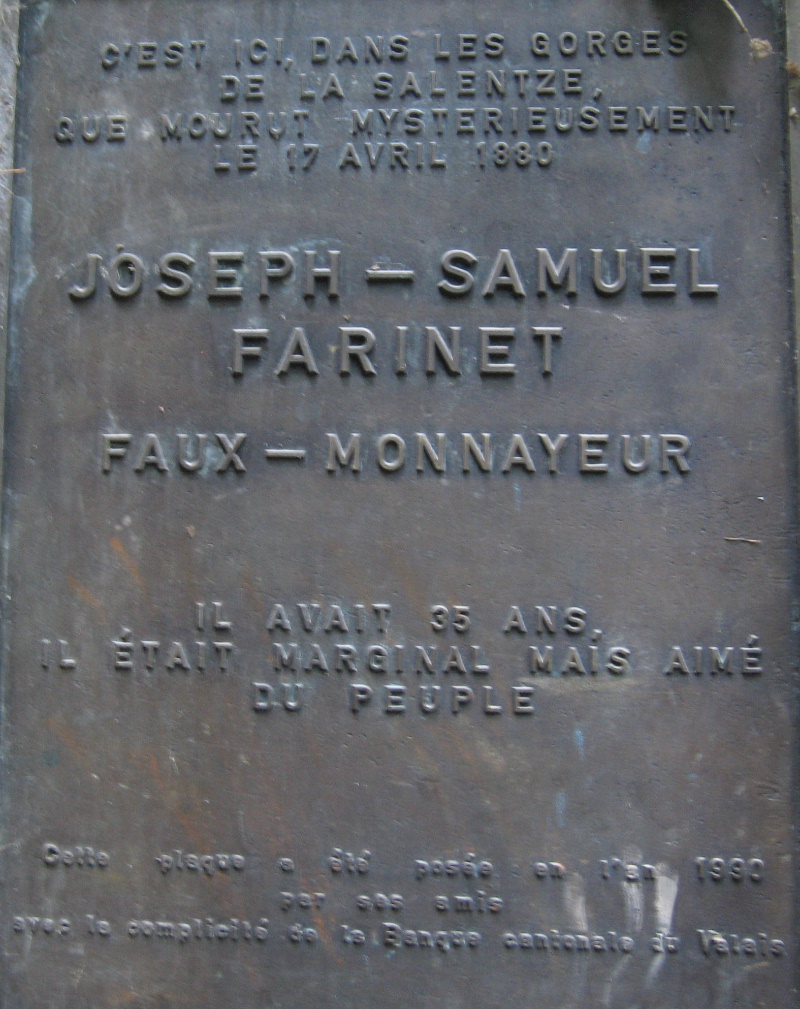 C'EST ICI, DANS LES GORGES
DE LA SALENTZE,
QUE MOURUT MYSTERIEUSEMENT
LE 17 AVRIL 1880
JOSEPH – SAMUEL
FARINET
FAUX – MONNAYEUR
IL AVAIT 35 ANS,
IL ÉTAIT MARGINAL MAIS AIMÉ
DU PEUPLE
Cette plaque a été posée en l'an 1990
par ses amis
avec la complicité de la Banque cantonale du Valais